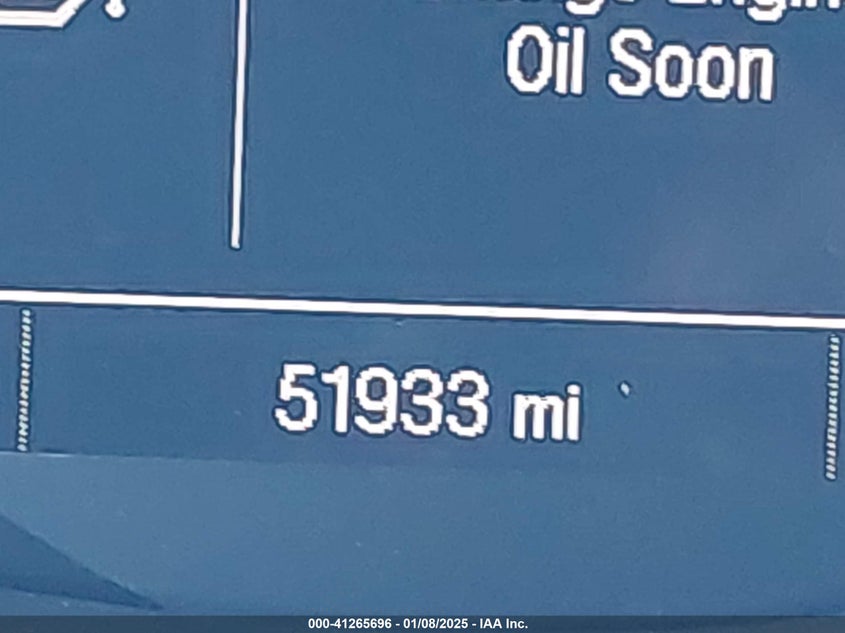 Oil Soon
51933 mi
000-41265696 - 01/08/2025 - IAA Inc.